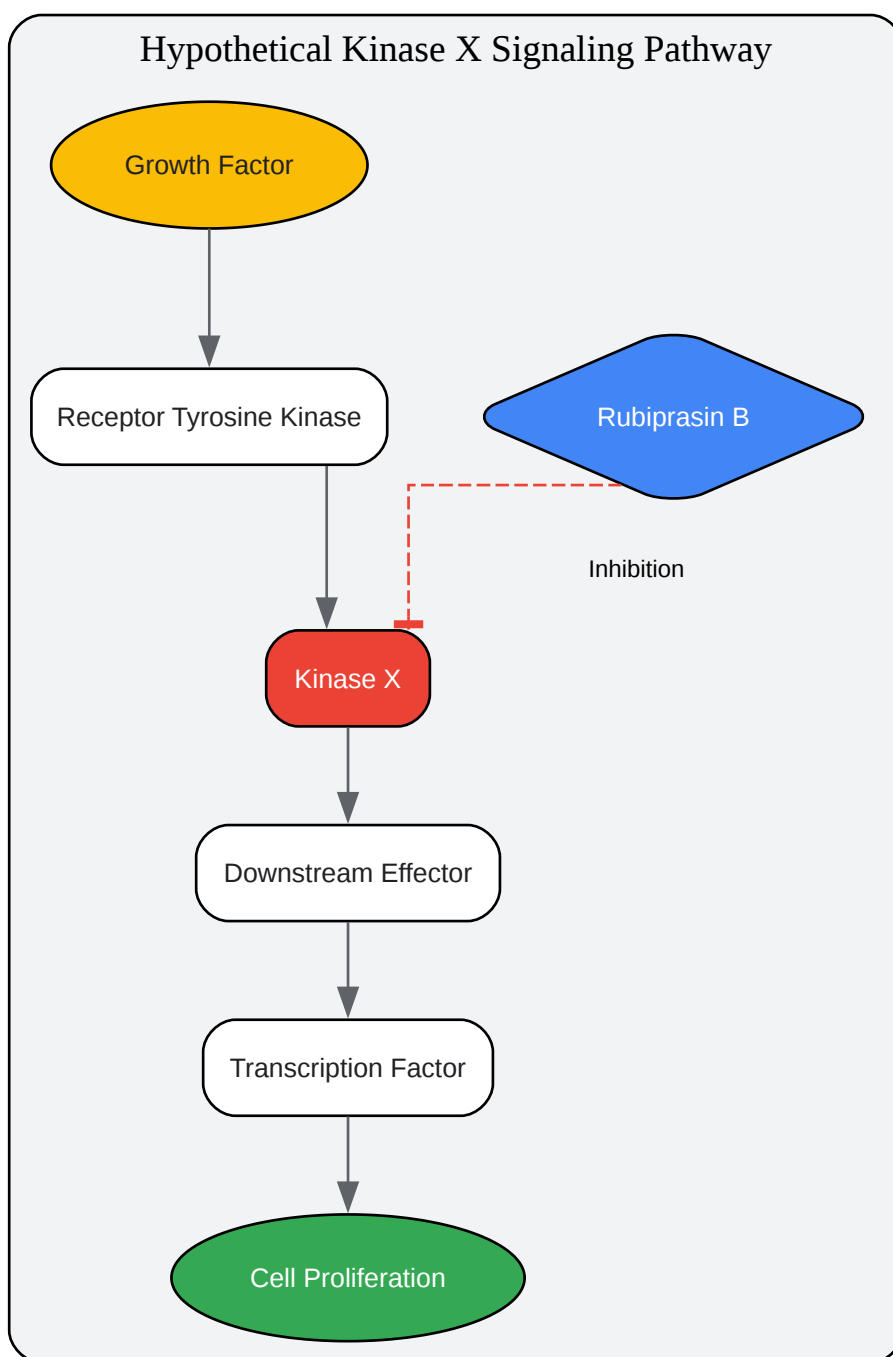 Hypothetical Kinase X Signaling Pathway
Growth Factor
Receptor Tyrosine Kinase
Rubiprasin B
Inhibition
Kinase X
Downstream Effector
Transcription Factor
Cell Proliferation